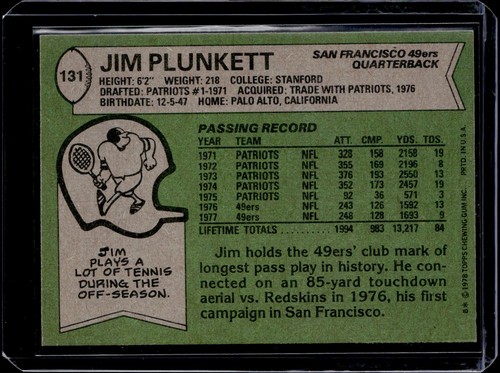 131
JIM PLUNKETT
SAN FRANCISCO 49ers
QUARTERBACK
HEIGHT: 6'2" WEIGHT: 218 COLLEGE: STANFORD
DRAFTED: PATRIOTS #1-1971 ACQUIRED: TRADE WITH PATRIOTS, 1976
BIRTHDATE: 12-5-47 HOME: PALO ALTO, CALIFORNIA
PASSING RECORD
YEAR TEAM ATT. CMP. YDS. TDS.
1971 PATRIOTS NFL 328 158 2158 19
1972 PATRIOTS NFL 355 169 2196 8
1973 PATRIOTS NFL 376 193 2550 13
1974 PATRIOTS NFL 352 173 2457 19
1975 PATRIOTS NFL 92 36 571 3
1976 49ers NFL 243 126 1592 13
1977 49ers NFL 248 128 1693 9
LIFETIME TOTALS .......... 1994 983 13,217 84
JIM
PLAYS A
LOT OF TENNIS
DURING THE
OFF-SEASON.
Jim holds the 49ers' club mark of
longest pass play in history. He con-
nected on an 85-yard touchdown
aerial vs. Redskins in 1976, his first
campaign in San Francisco.
B* © 1978 TOPPS CHEWING GUM INC. PRTD. IN U.S.A.